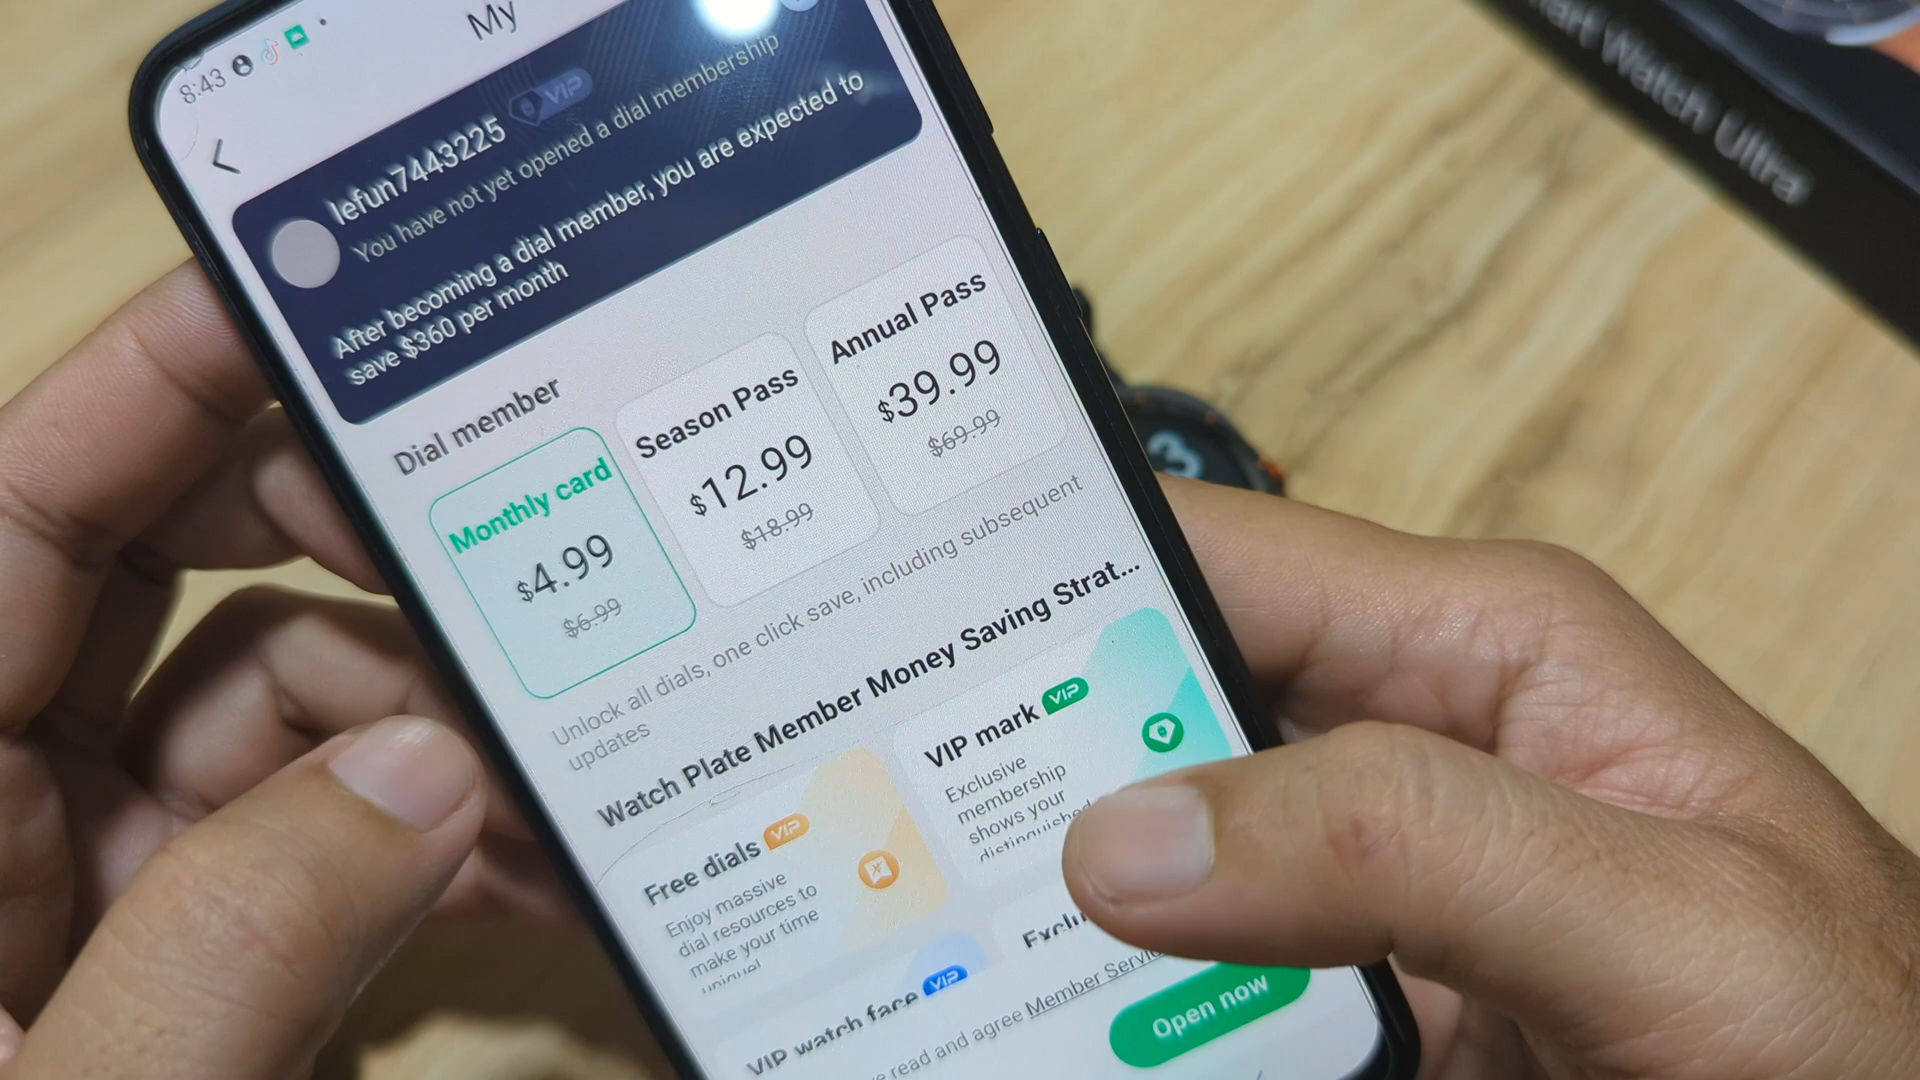 8:43
My
lefun7443225
VIP
You have not yet opened a dial membership
After becoming a dial member, you are expected to
save $360 per month
Dial member
Monthly card
$4.99
$6.99
Season Pass
$12.99
$18.99
Annual Pass
$39.99
$69.99
Unlock all dials, one click save, including subsequent
updates
Watch Plate Member Money Saving Strat...
Free dials VIP
Enjoy massive
dial resources to
make your time
unique!
VIP mark VIP
Exclusive
membership
shows your
distinguished
VIP watch face VIP
read and agree Member
Open now
Watch Ultra
3